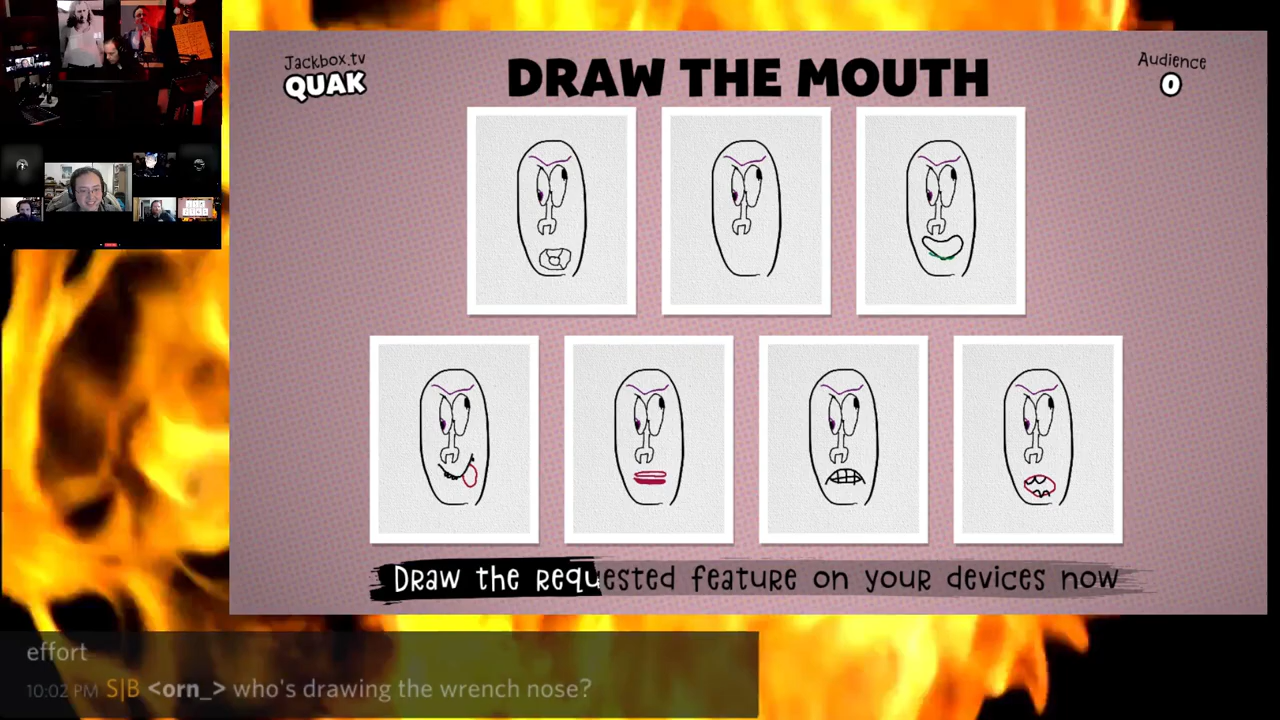 Jackbox.tv
QUAK
DRAW THE MOUTH
Audience
0
Draw the requested feature on your devices now
effort
10:02 PM S|B <orn_> who's drawing the wrench nose?